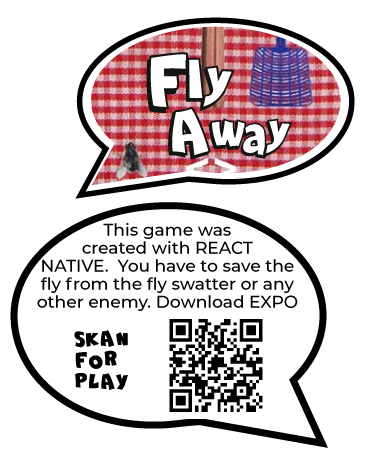 Fly
Away
This game was
created with REACT
NATIVE. You have to save the
fly from the fly swatter or any
other enemy. Download EXPO
SKAN
FOR
PLAY